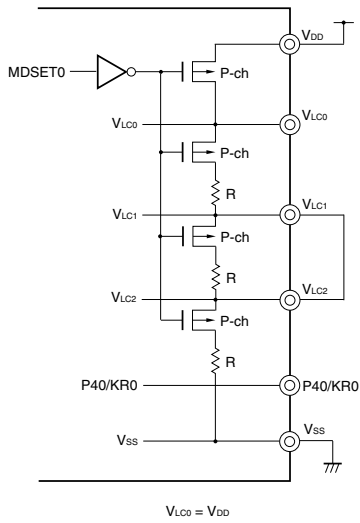 VDD
MDSET0
P-ch
VLC0
VLC0
P-ch
R
VLC1
VLC1
P-ch
R
VLC2
VLC2
P-ch
R
P40/KR0
P40/KR0
VSS
VSS
VLC0 = VDD